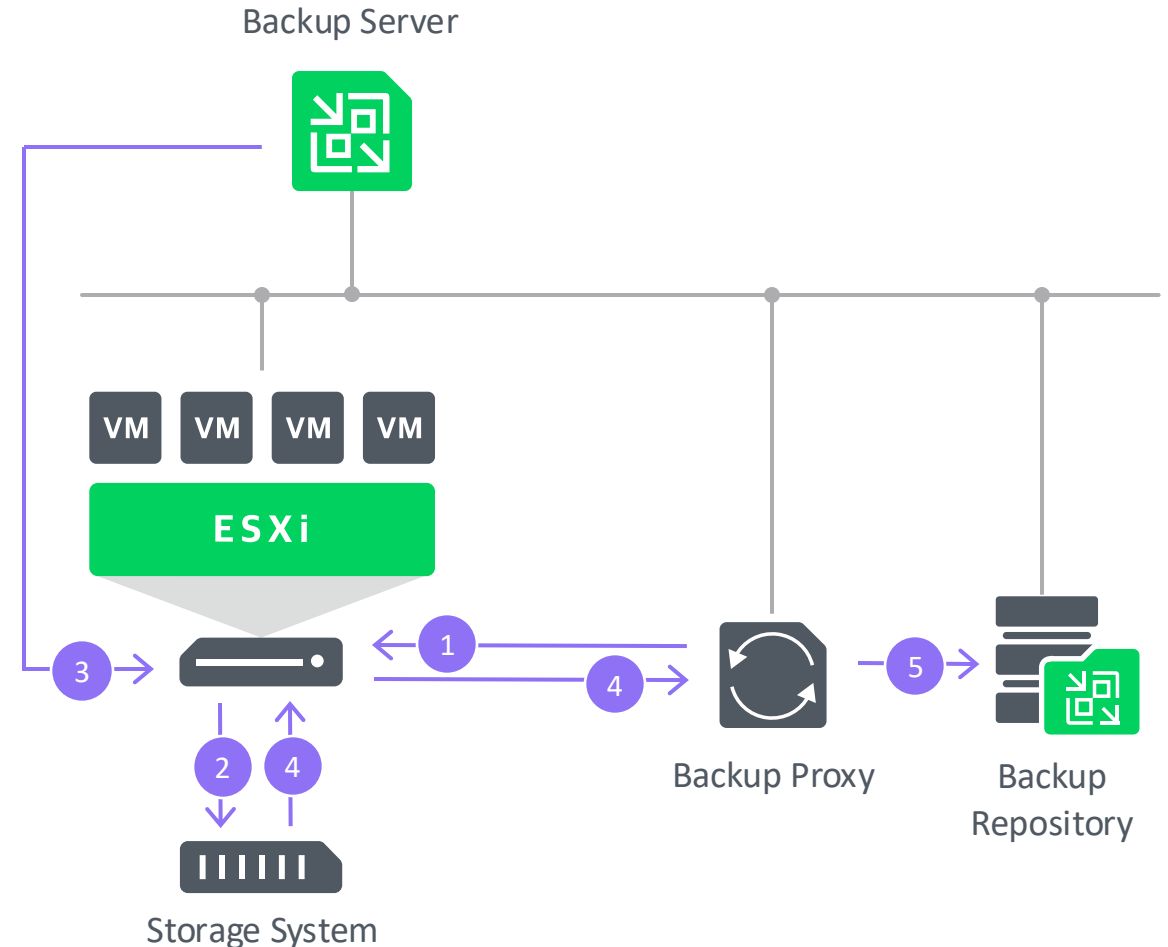 Backup Server
VM VM VM VM
ESXi
1
3
4
5
2 4
Backup Proxy
Backup
Repository
Storage System